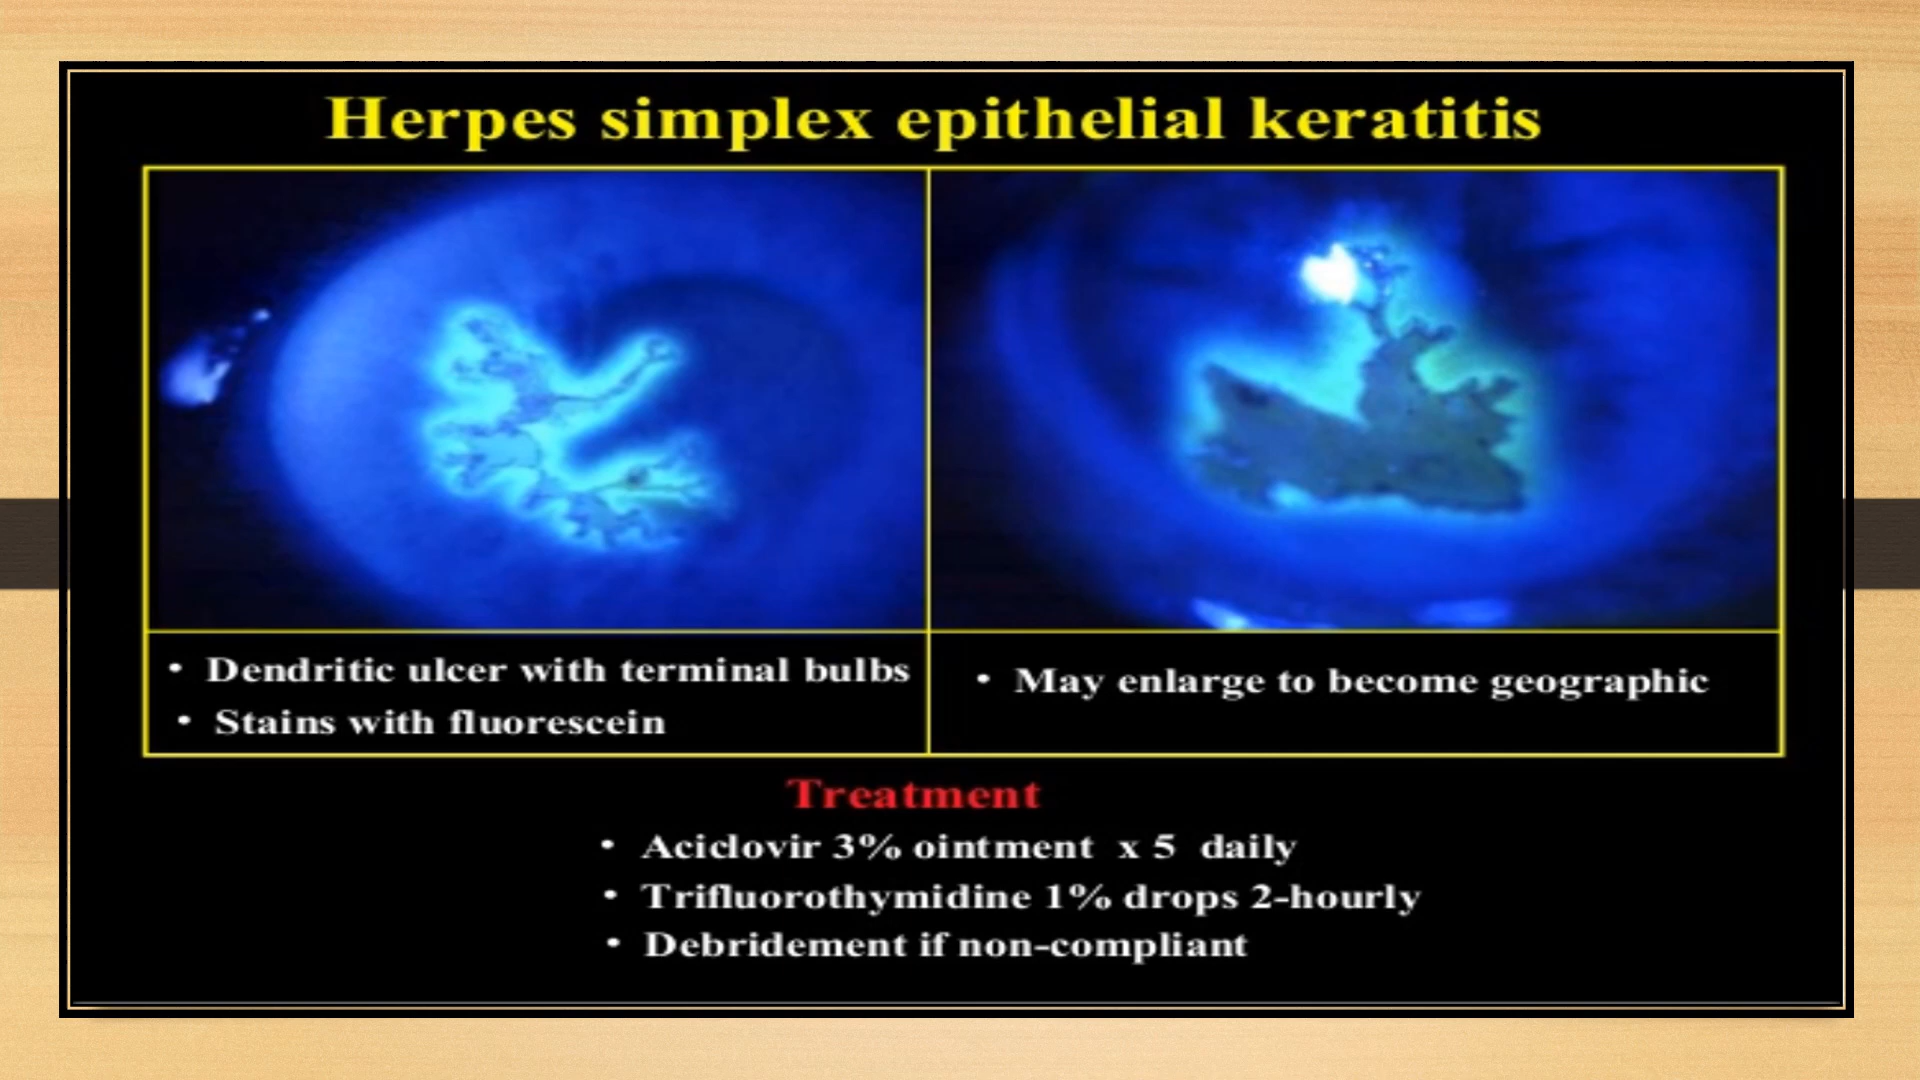 Herpes simplex epithelial keratitis
• Dendritic ulcer with terminal bulbs
• Stains with fluorescein
• May enlarge to become geographic
Treatment
• Aciclovir 3% ointment x 5 daily
• Trifluorothymidine 1% drops 2-hourly
• Debridement if non-compliant